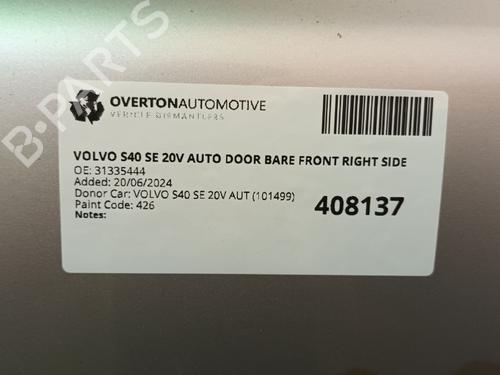 B-PARTS
OVERTONAUTOMOTIVE
VEHICLE DISMANTLERS
VOLVO S40 SE 20V AUTO DOOR BARE FRONT RIGHT SIDE
OE: 31335444
Added: 20/06/2024
Donor Car: VOLVO S40 SE 20V AUT (101499)
Paint Code: 426
Notes:
408137